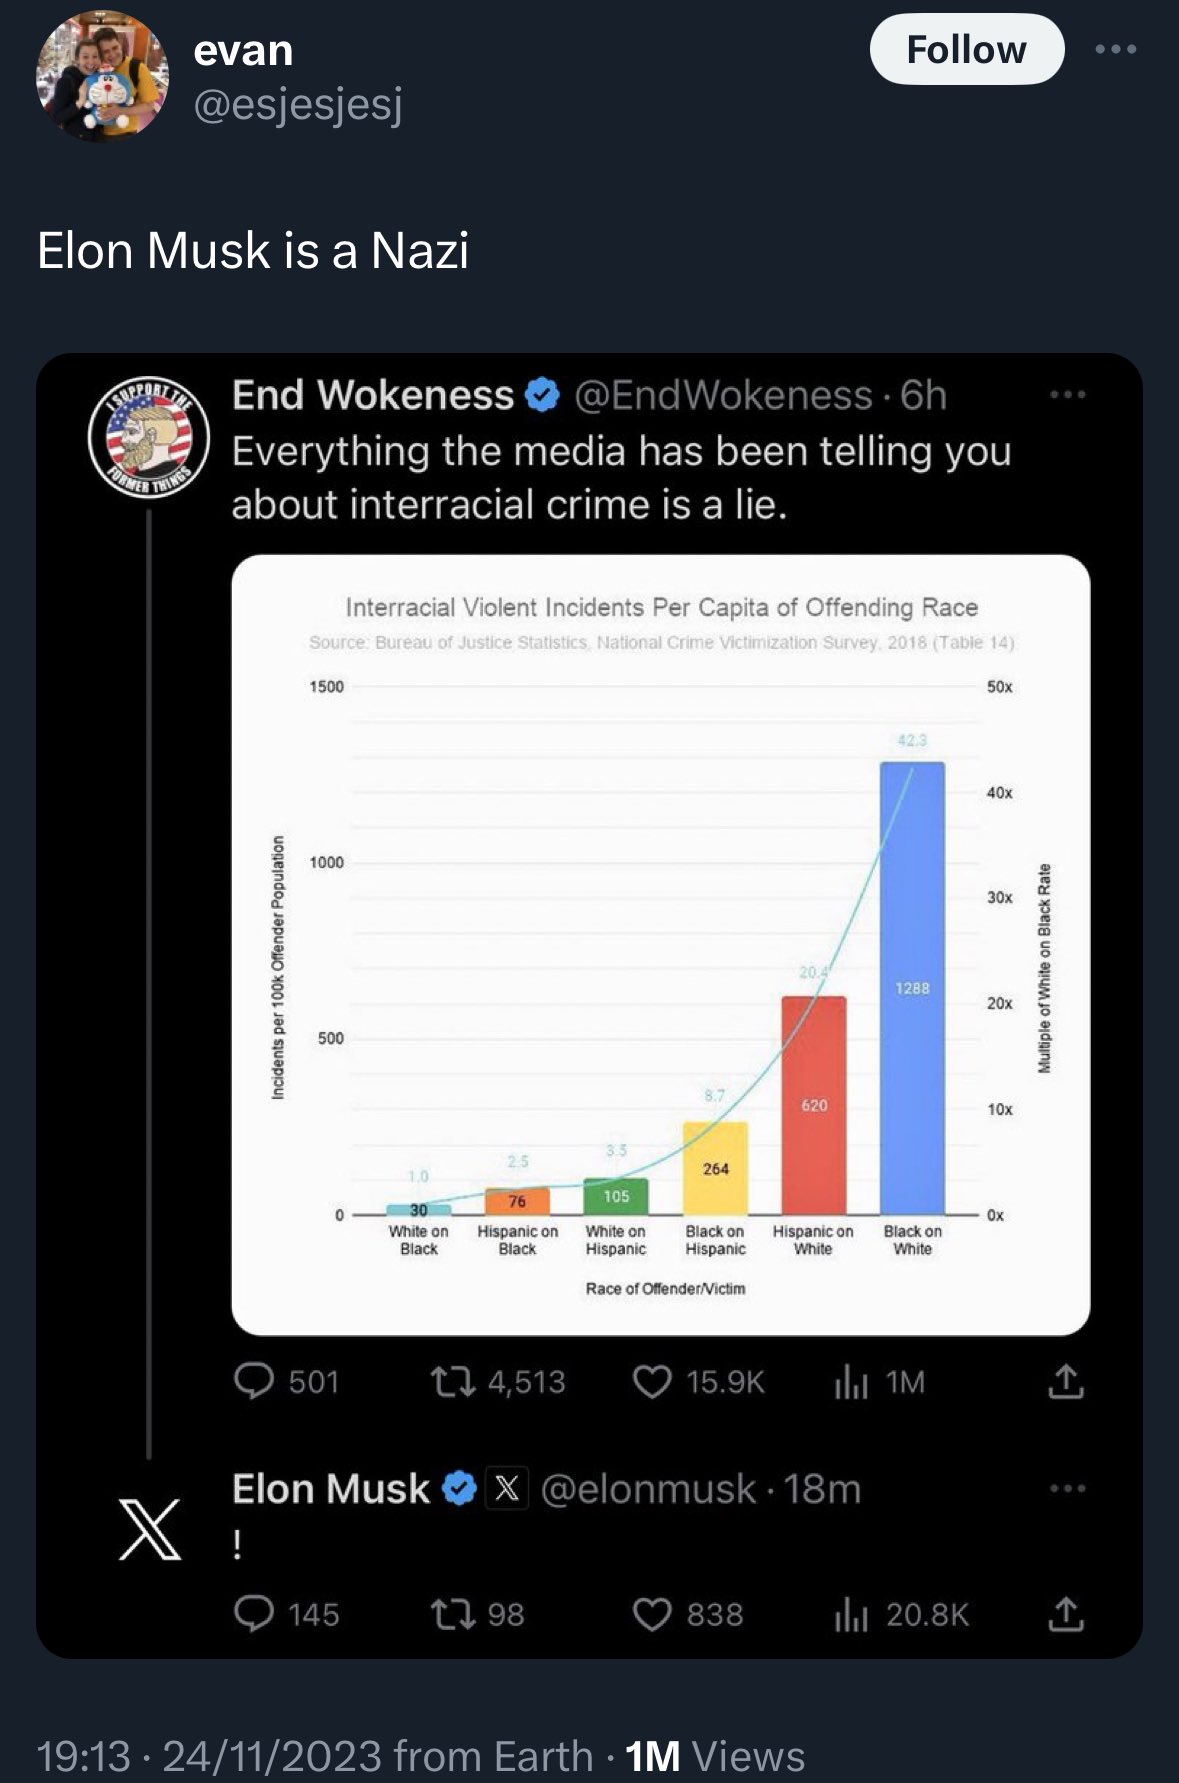 evan
Follow
@esjesjesj
Elon Musk is a Nazi
I SUPPORT THE
FORMER THINGS
End Wokeness @EndWokeness · 6h
Everything the media has been telling you
about interracial crime is a lie.
Interracial Violent Incidents Per Capita of Offending Race
Source: Bureau of Justice Statistics, National Crime Victimization Survey, 2018 (Table 14)
Incidents per 100k Offender Population
1500
1000
500
0
50x
40x
30x
20x
10x
0x
Multiple of White on Black Rate
1.0
2.5
3.5
8.7
20.4
42.3
30
76
105
264
620
1288
White on
Black
Hispanic on
Black
White on
Hispanic
Black on
Hispanic
Hispanic on
White
Black on
White
Race of Offender/Victim
501 4,513 15.9K 1M
Elon Musk X @elonmusk · 18m
!
145 98 838 20.8K
19:13 · 24/11/2023 from Earth · 1M Views